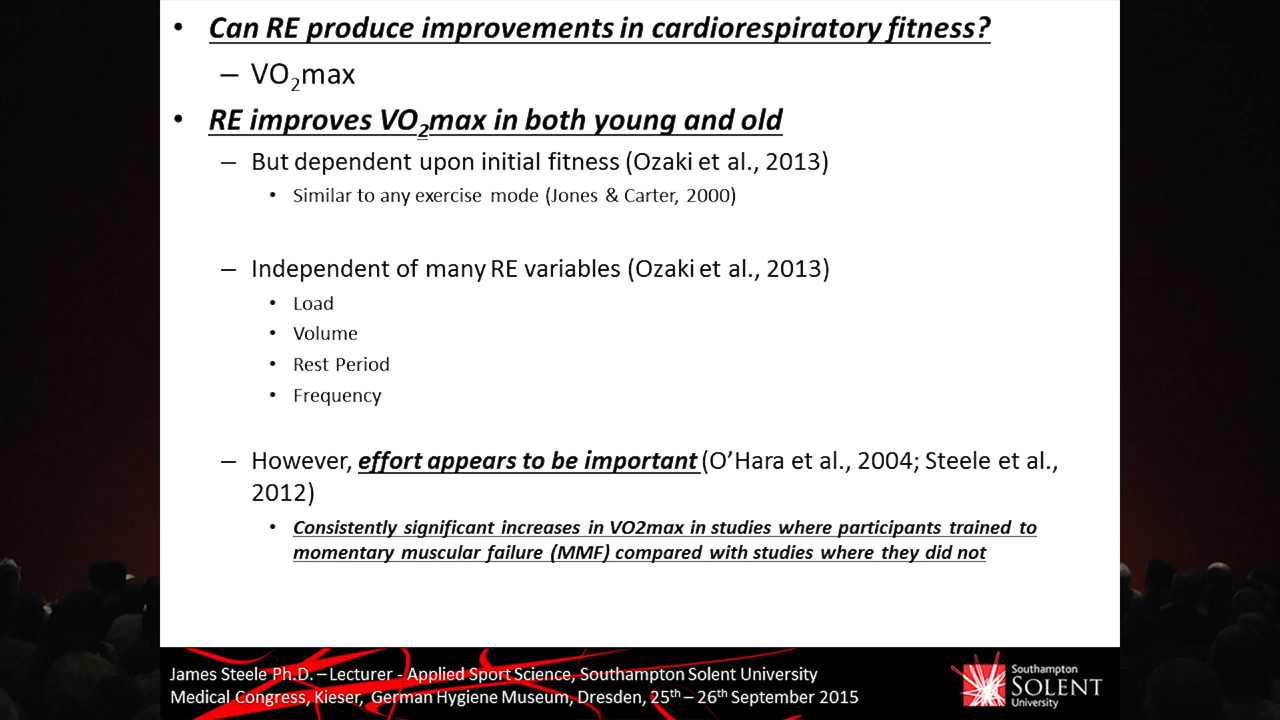 • Can RE produce improvements in cardiorespiratory fitness?
– VO₂max
• RE improves VO₂max in both young and old
– But dependent upon initial fitness (Ozaki et al., 2013)
• Similar to any exercise mode (Jones & Carter, 2000)
– Independent of many RE variables (Ozaki et al., 2013)
• Load
• Volume
• Rest Period
• Frequency
– However, effort appears to be important (O’Hara et al., 2004; Steele et al.,
2012)
• Consistently significant increases in VO2max in studies where participants trained to
momentary muscular failure (MMF) compared with studies where they did not
James Steele Ph.D. – Lecturer - Applied Sport Science, Southampton Solent University
Medical Congress, Kieser, German Hygiene Museum, Dresden, 25th – 26th September 2015
Southampton
SOLENT
University